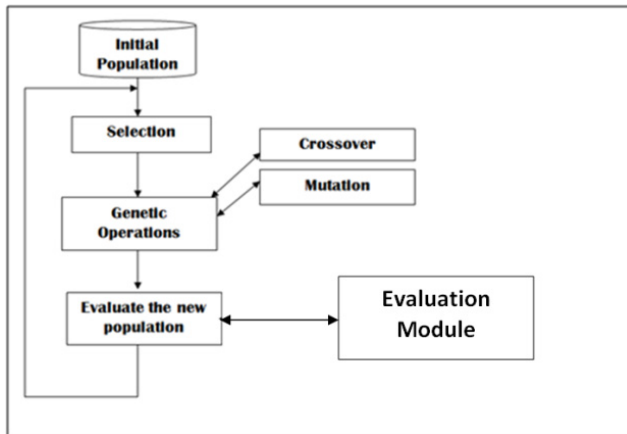 Initial
Population
Selection
Crossover
Mutation
Genetic
Operations
Evaluate the new
population
Evaluation
Module